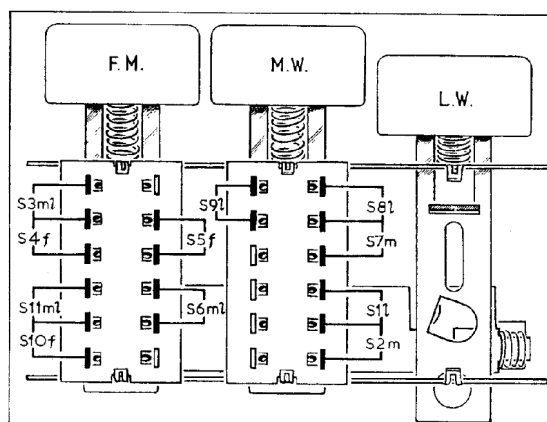 F.M.
M.W.
L.W.
S3ml
S4f
S5f
S11ml
S6ml
S10f
S9l
S8l
S7m
S1l
S2m